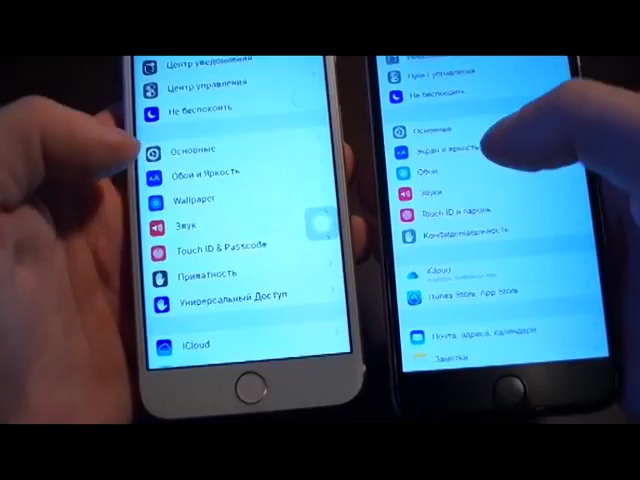 Центр уведомлений
Центр управления
Не беспокоить
Основные
Обои и Яркость
Wallpaper
Звук
Touch ID & Passcode
Приватность
Универсальный Доступ
iCloud
Пункт управления
Не беспокоить
Основные
Экран и яркость
Обои
Звуки
Touch ID и пароль
Конфиденциальность
iCloud
iTunes Store, App Store
Почта, адреса, календари
Заметки